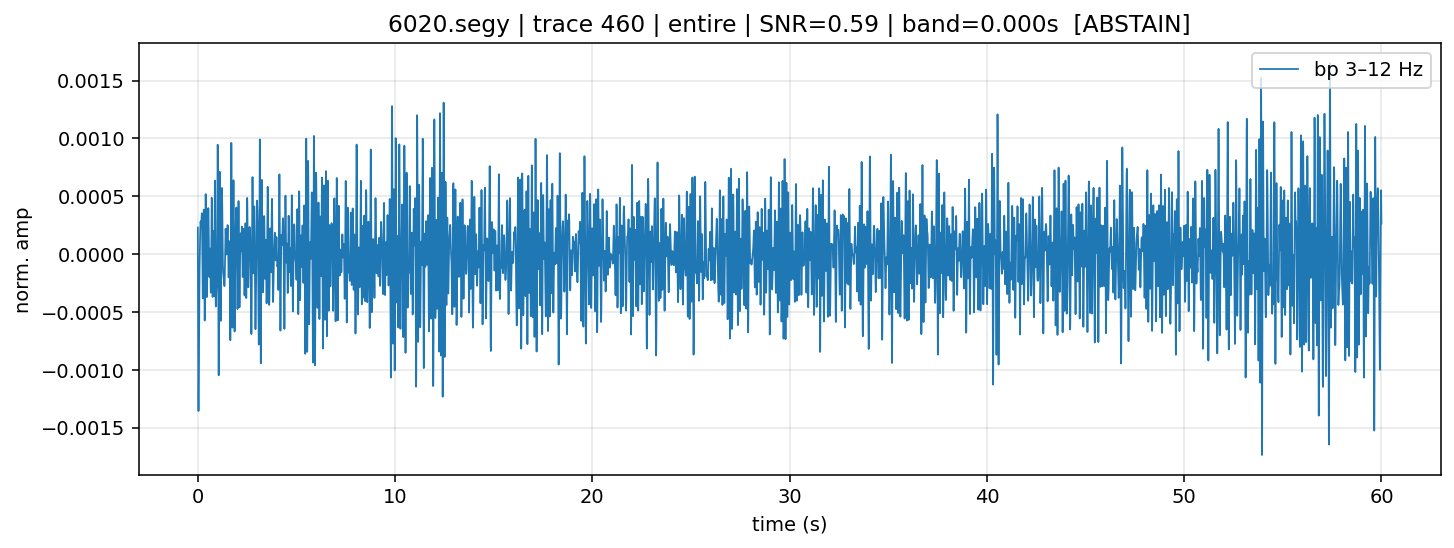 6020.segy | trace 460 | entire | SNR=0.59 | band=0.000s [ABSTAIN]
bp 3–12 Hz
0.0015
0.0010
0.0005
0.0000
−0.0005
−0.0010
−0.0015
norm. amp
0 10 20 30 40 50 60
time (s)